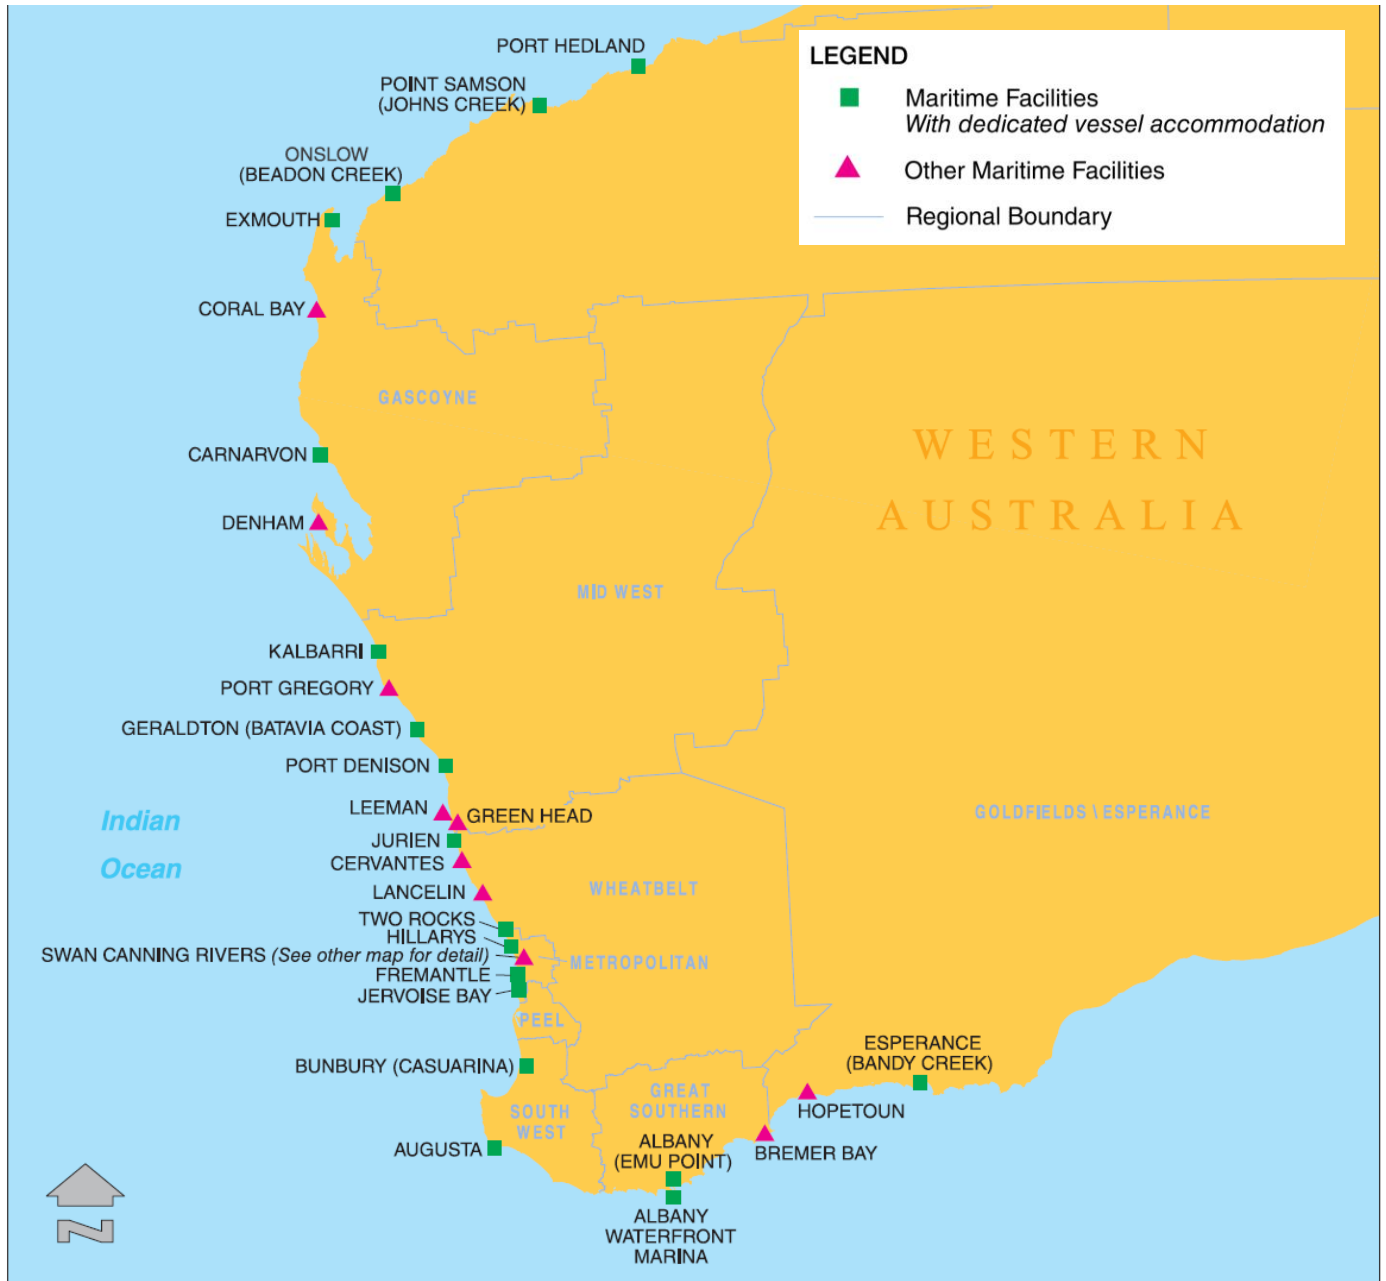 PORT HEDLAND
POINT SAMSON
(JOHNS CREEK)
ONSLOW
(BEADON CREEK)
EXMOUTH
CORAL BAY
GASCOYNE
CARNARVON
DENHAM
LEGEND
Maritime Facilities
With dedicated vessel accommodation
Other Maritime Facilities
Regional Boundary
WESTERN
AUSTRALIA
MID WEST
KALBARRI
PORT GREGORY
GERALDTON (BATAVIA COAST)
PORT DENISON
LEEMAN
GREEN HEAD
JURIEN
CERVANTES
LANCELIN
TWO ROCKS
HILLARYS
SWAN CANNING RIVERS (See other map for detail)
FREMANTLE
JERVOISE BAY
Indian
Ocean
GOLDFIELDS \ ESPERANCE
WHEATBELT
METROPOLITAN
PEEL
BUNBURY (CASUARINA)
SOUTH
WEST
AUGUSTA
GREAT
SOUTHERN
ALBANY
(EMU POINT)
ALBANY
WATERFRONT
MARINA
ESPERANCE
(BANDY CREEK)
HOPETOUN
BREMER BAY
N